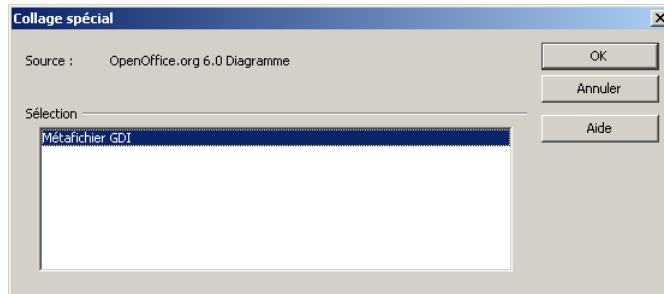 Collage spécial
Source : OpenOffice.org 6.0 Diagramme
OK
Annuler
Sélection
Aide
Métafichier GDI